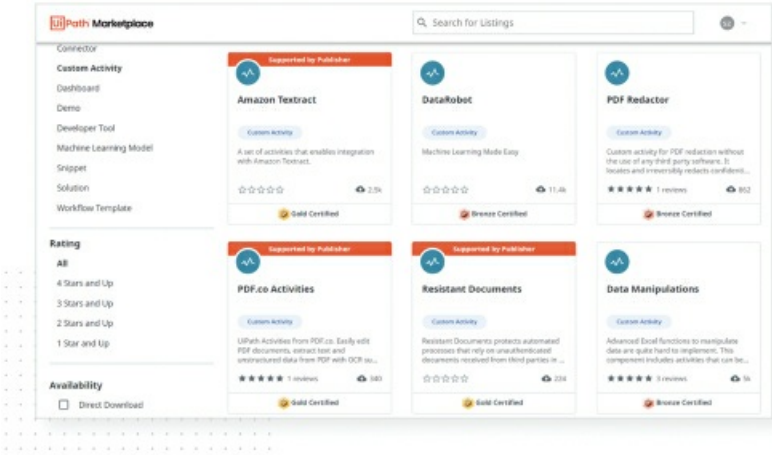 UiPath Marketplace
Search for Listings
Connector
Custom Activity
Dashboard
Demo
Developer Tool
Machine Learning Model
Snippet
Solution
Workflow Template
Rating
All
4 Stars and Up
3 Stars and Up
2 Stars and Up
1 Star and Up
Availability
Direct Download
Supported by Publisher
Amazon Textract
Custom Activity
A set of activities that enables integration
with Amazon Textract.
2.8k
Gold Certified
DataRobot
Custom Activity
Machine Learning Made Easy
11.4k
Bronze Certified
PDF Redactor
Custom Activity
Custom activity for PDF redaction without
the use of any third party software. It
locates and irreversibly redacts confidenti...
1 reviews
862
Bronze Certified
Supported by Publisher
PDF.co Activities
Custom Activity
UiPath Activities from PDF.co. Easily edit
PDF documents, extract text and
unstructured data from PDF with OCR su...
1 reviews
340
Gold Certified
Supported by Publisher
Resistant Documents
Custom Activity
Resistant Documents protects automated
processes that rely on unauthenticated
documents received from third parties in ...
224
Gold Certified
Data Manipulations
Custom Activity
Advanced Excel functions to manipulate
data are quite hard to implement. This
component includes activities that can be...
3 reviews
5k
Bronze Certified